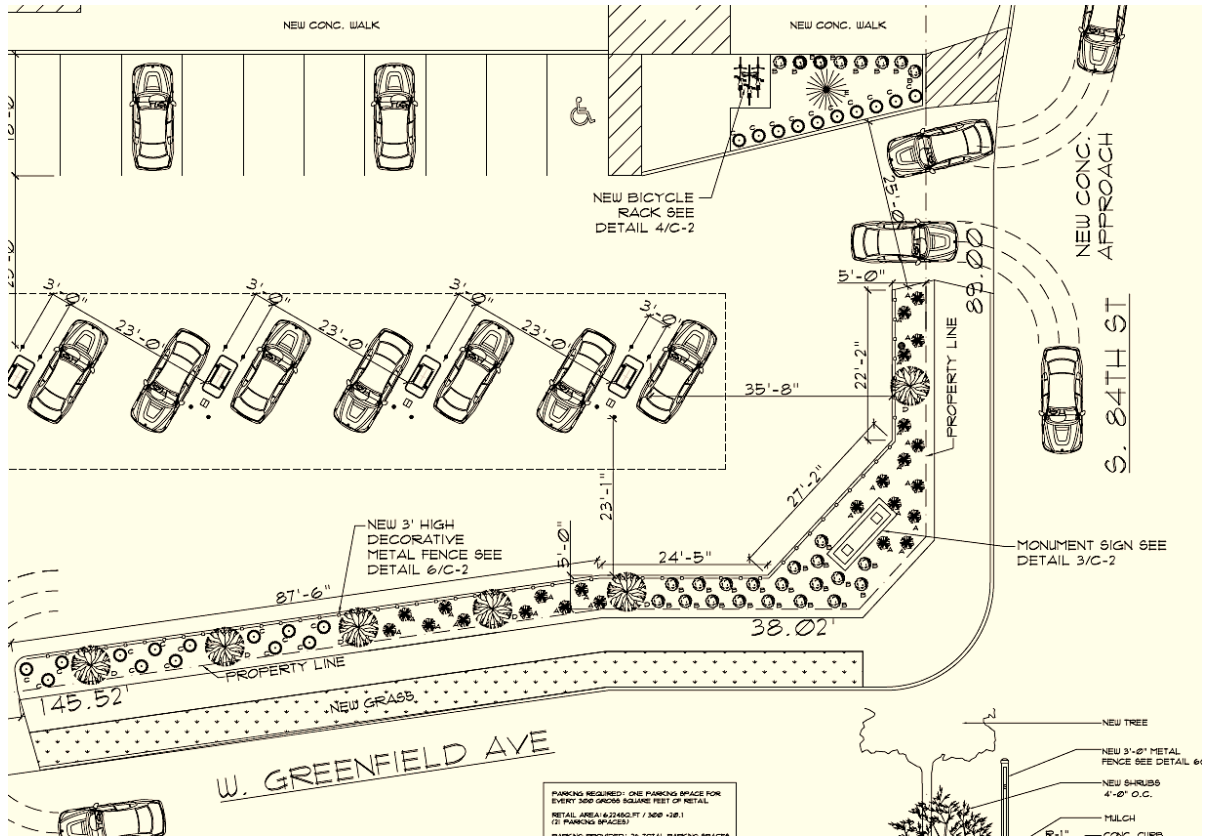 NEW CONC. WALK
NEW CONC. WALK
NEW BICYCLE
RACK SEE
DETAIL 4/C-2
25'-0"
NEW CONC.
APPROACH
S. 84TH ST
5'-0"
22'-2"
PROPERTY LINE
3'-0"
23'-0"
3'-0"
23'-0"
3'-0"
23'-0"
3'-0"
35'-8"
27'-2"
23'-1"
NEW 3' HIGH
DECORATIVE
METAL FENCE SEE
DETAIL 6/C-2
5'-0"
24'-5"
MONUMENT SIGN SEE
DETAIL 3/C-2
87'-6"
38.02'
PROPERTY LINE
145.52'
NEW GRASS
W. GREENFIELD AVE
NEW TREE
NEW 3'-0" METAL
FENCE SEE DETAIL
NEW SHRUBS
4'-0" O.C.
MULCH
CONC. CURB
R-1"
PARKING REQUIRED: ONE PARKING SPACE FOR
EVERY 300 GROSS SQUARE FEET OF RETAIL
(21 PARKING SPACES)